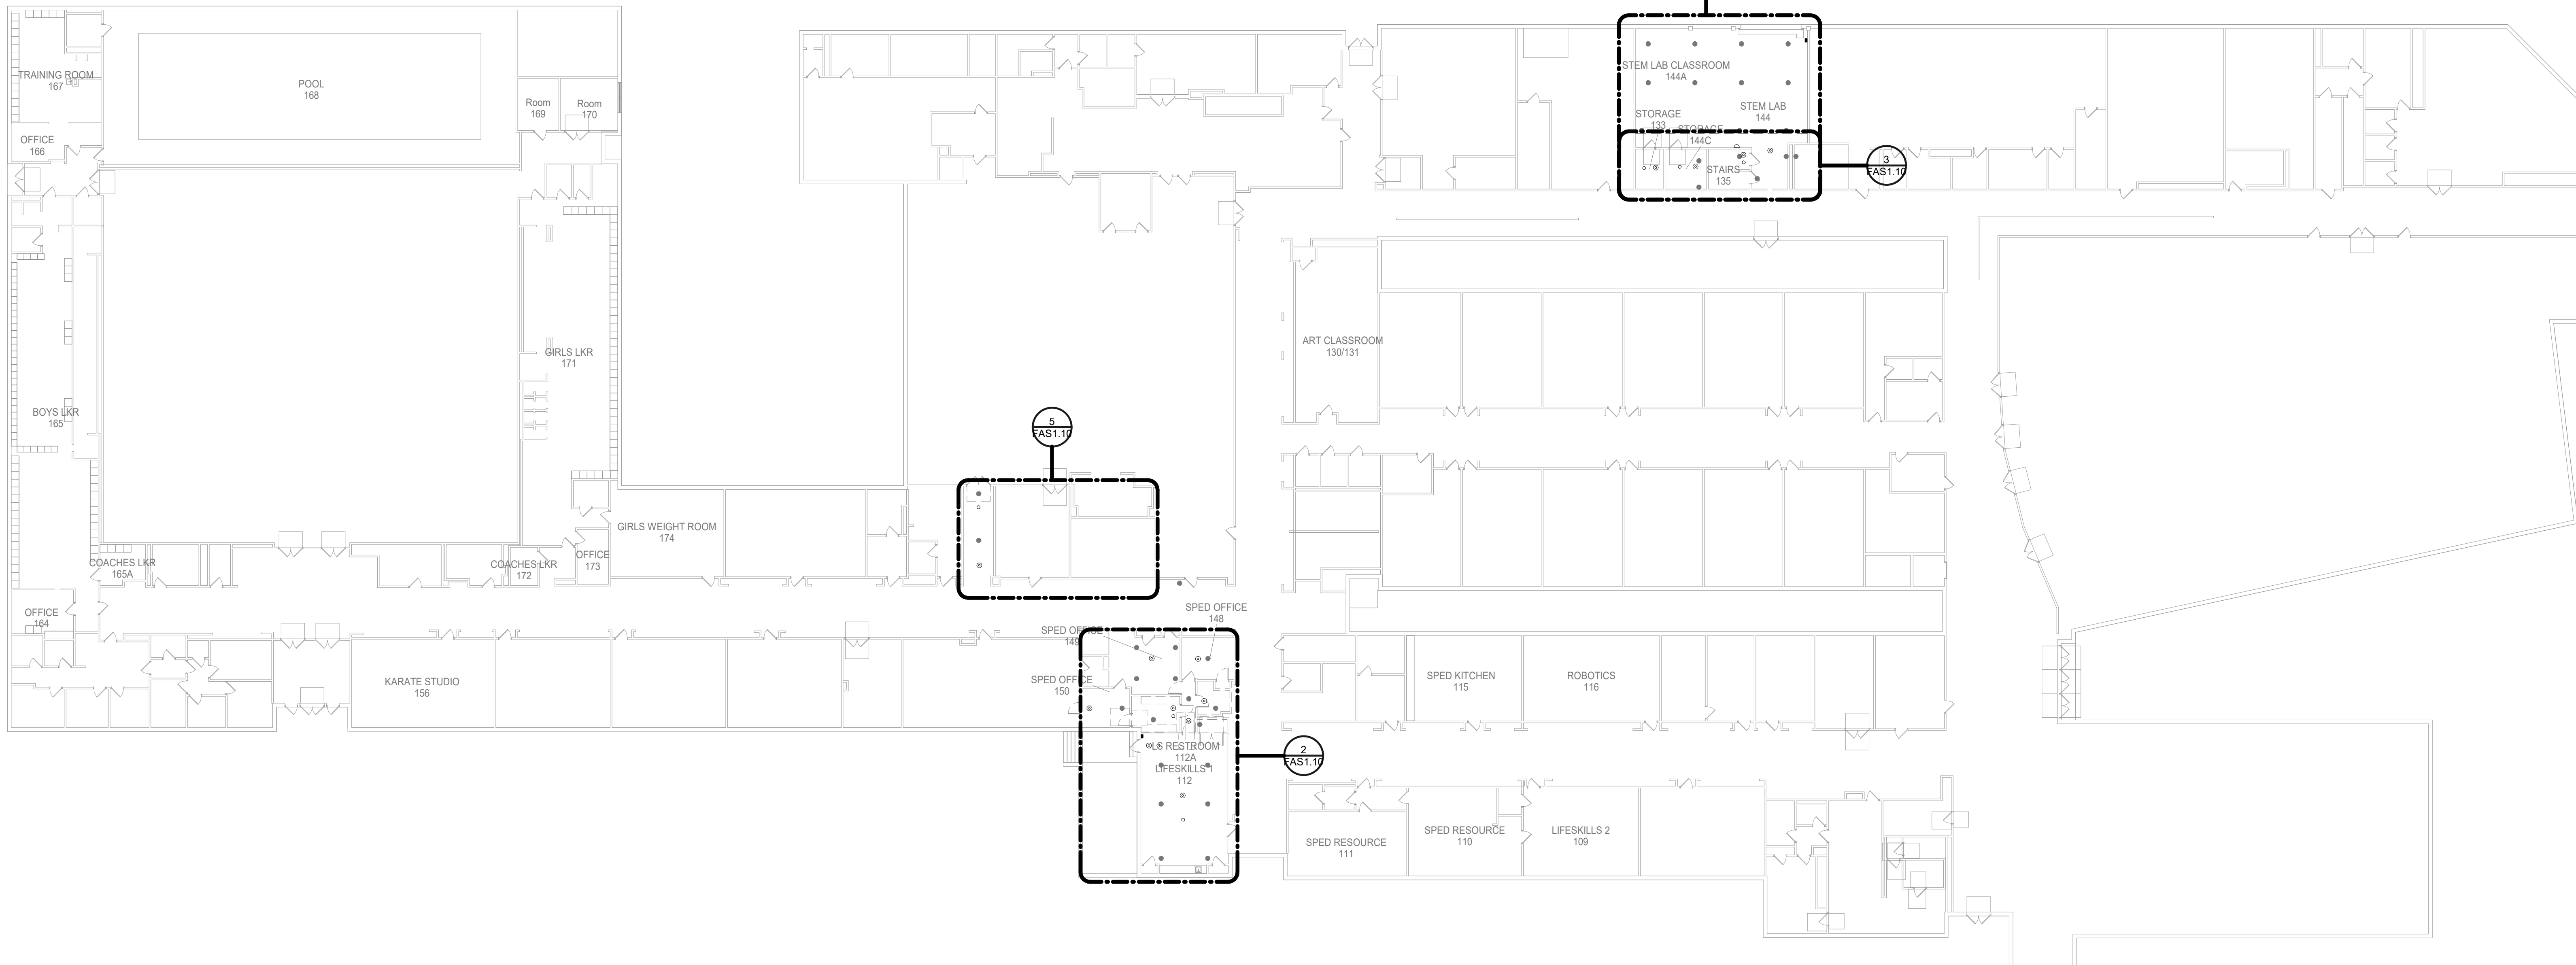 TRAINING ROOM
167
POOL
168
Room
169
Room
170
OFFICE
166
STEM LAB CLASSROOM
144A
STEM LAB
144
STORAGE
133
STORAGE
144C
STAIRS
135
3
FAS1.10
GIRLS LKR
171
ART CLASSROOM
130/131
BOYS LKR
165
5
FAS1.10
GIRLS WEIGHT ROOM
174
COACHES LKR
165A
COACHES LKR
172
OFFICE
173
OFFICE
164
SPED OFFICE
148
SPED OFFICE
149
SPED OFFICE
150
KARATE STUDIO
156
SPED KITCHEN
115
ROBOTICS
116
LS RESTROOM
112A
LIFESKILLS 1
112
2
FAS1.10
SPED RESOURCE
111
SPED RESOURCE
110
LIFESKILLS 2
109